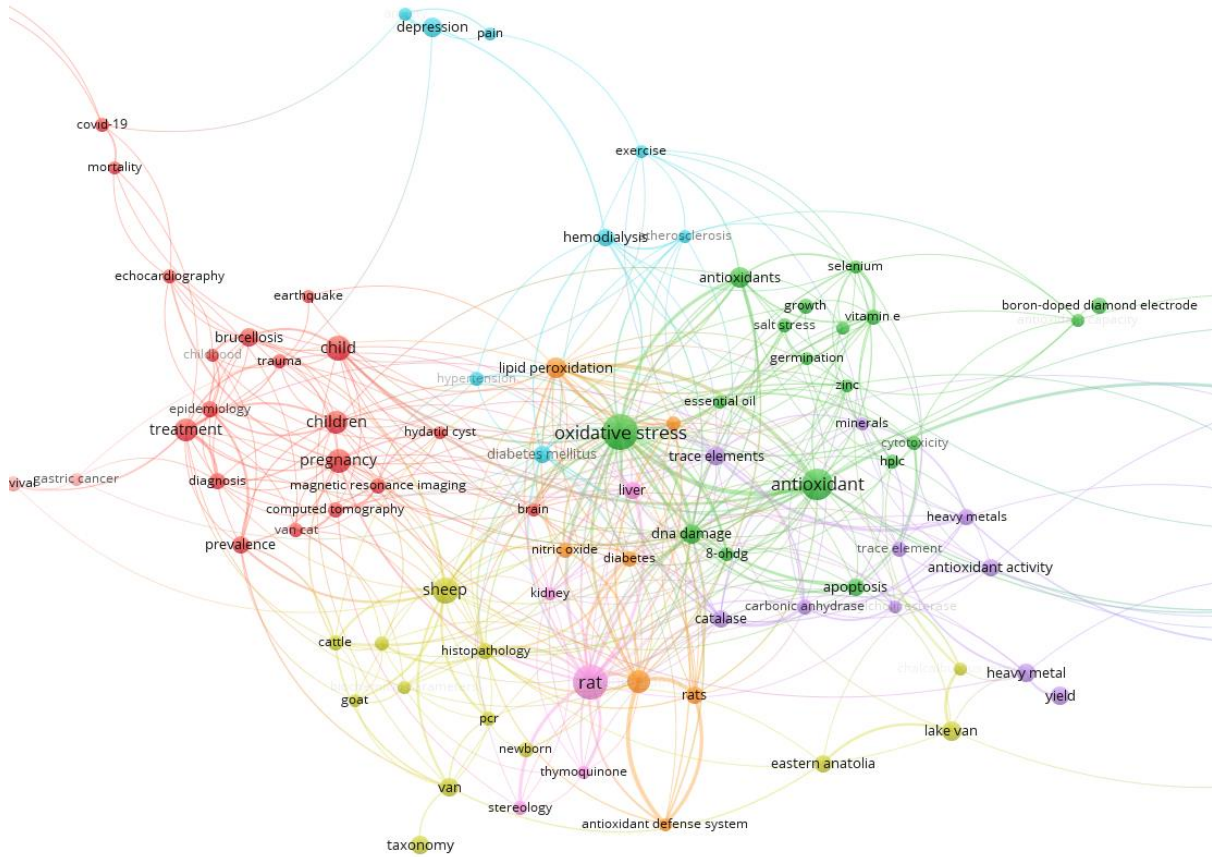 depression
pain
covid-19
mortality
exercise
hemodialysis
atherosclerosis
echocardiography
antioxidants
selenium
earthquake
growth
boron-doped diamond electrode
salt stress
vitamin e
brucellosis
child
childhood
trauma
germination
lipid peroxidation
hypertension
zinc
essential oil
epidemiology
treatment
children
hydatid cyst
oxidative stress
minerals
cytotoxicity
diabetes mellitus
trace elements
hplc
pregnancy
vival
gastric cancer
diagnosis
magnetic resonance imaging
liver
antioxidant
computed tomography
brain
heavy metals
van cat
prevalence
dna damage
nitric oxide
diabetes
8-ohdg
trace element
antioxidant activity
sheep
kidney
apoptosis
carbonic anhydrase
catalase
cattle
histopathology
heavy metal
rat
rats
yield
goat
pcr
lake van
newborn
eastern anatolia
thymoquinone
van
stereology
antioxidant defense system
taxonomy